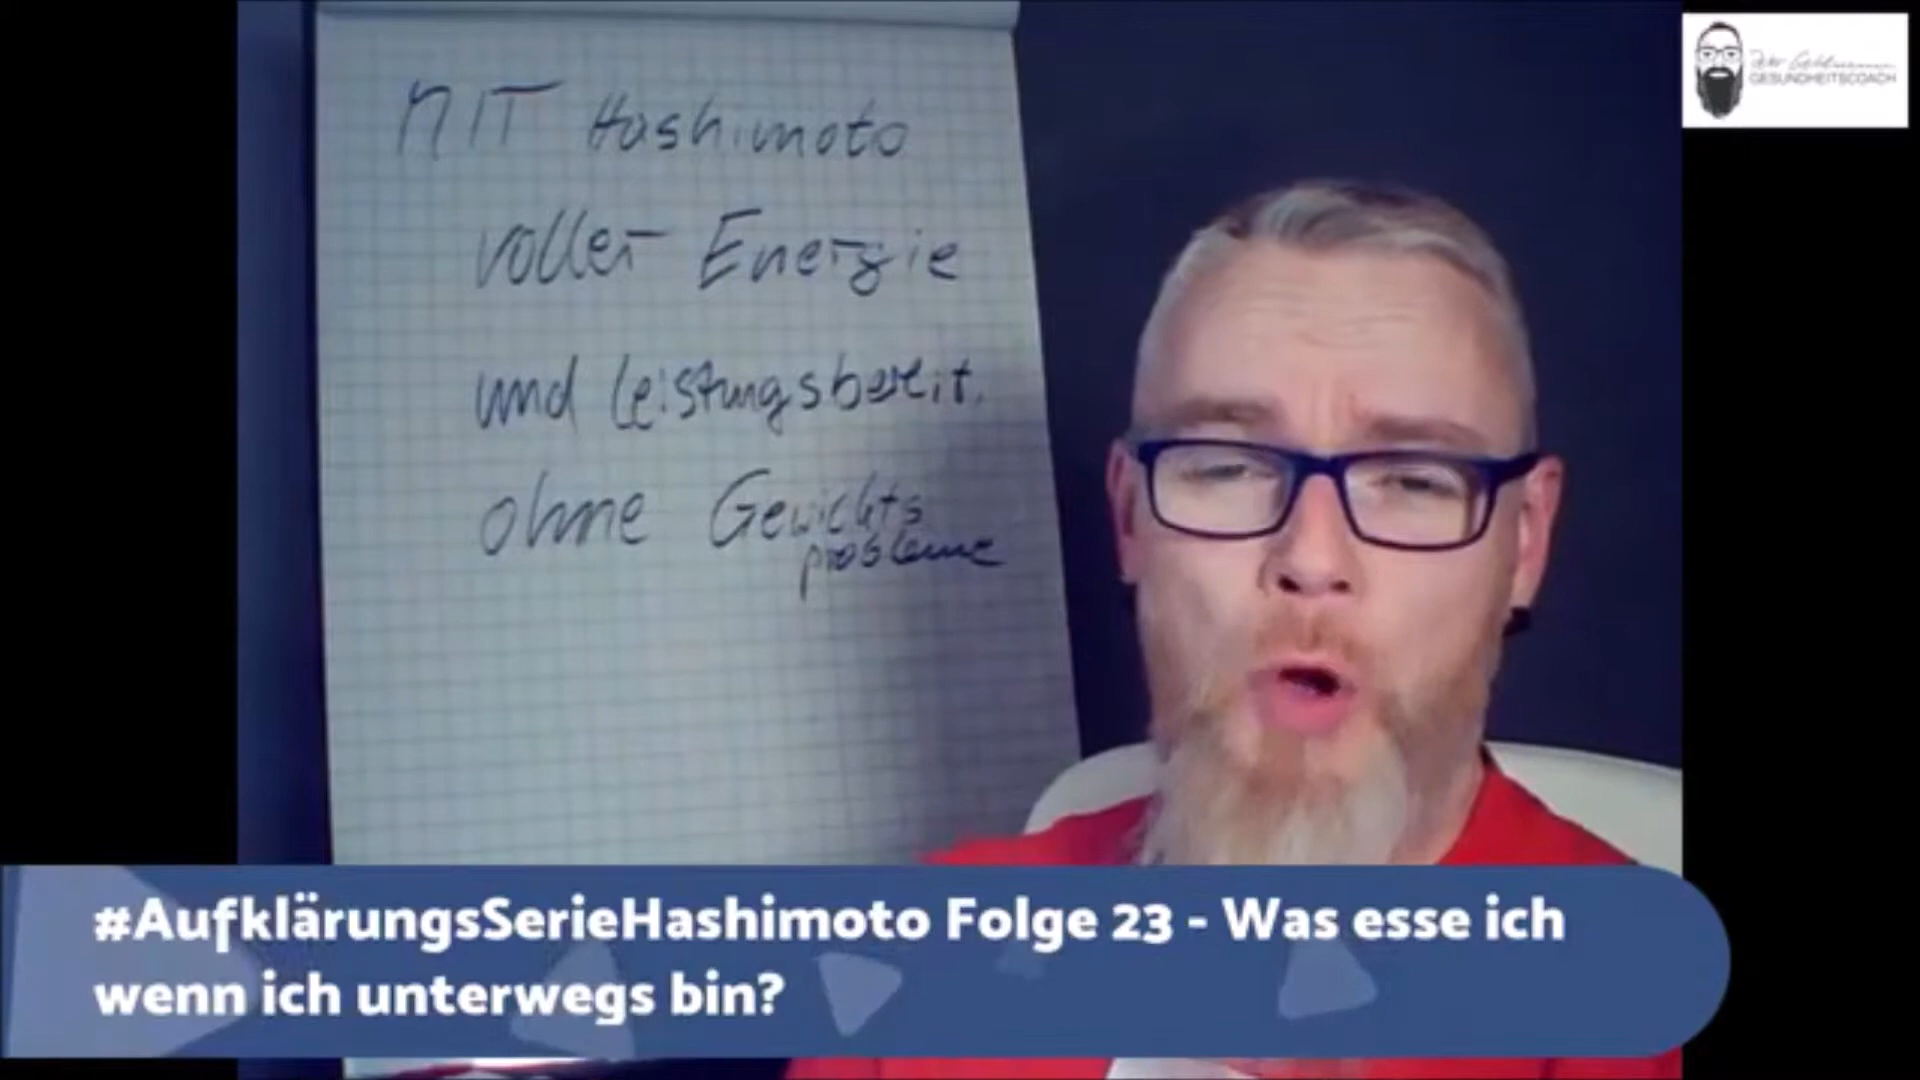 MIT Hashimoto
voller Energie
und Leistungsbereit.
ohne Gewichts
probleme
GESUNDHEITSCOACH
#AufklärungsSerieHashimoto Folge 23 - Was esse ich
wenn ich unterwegs bin?